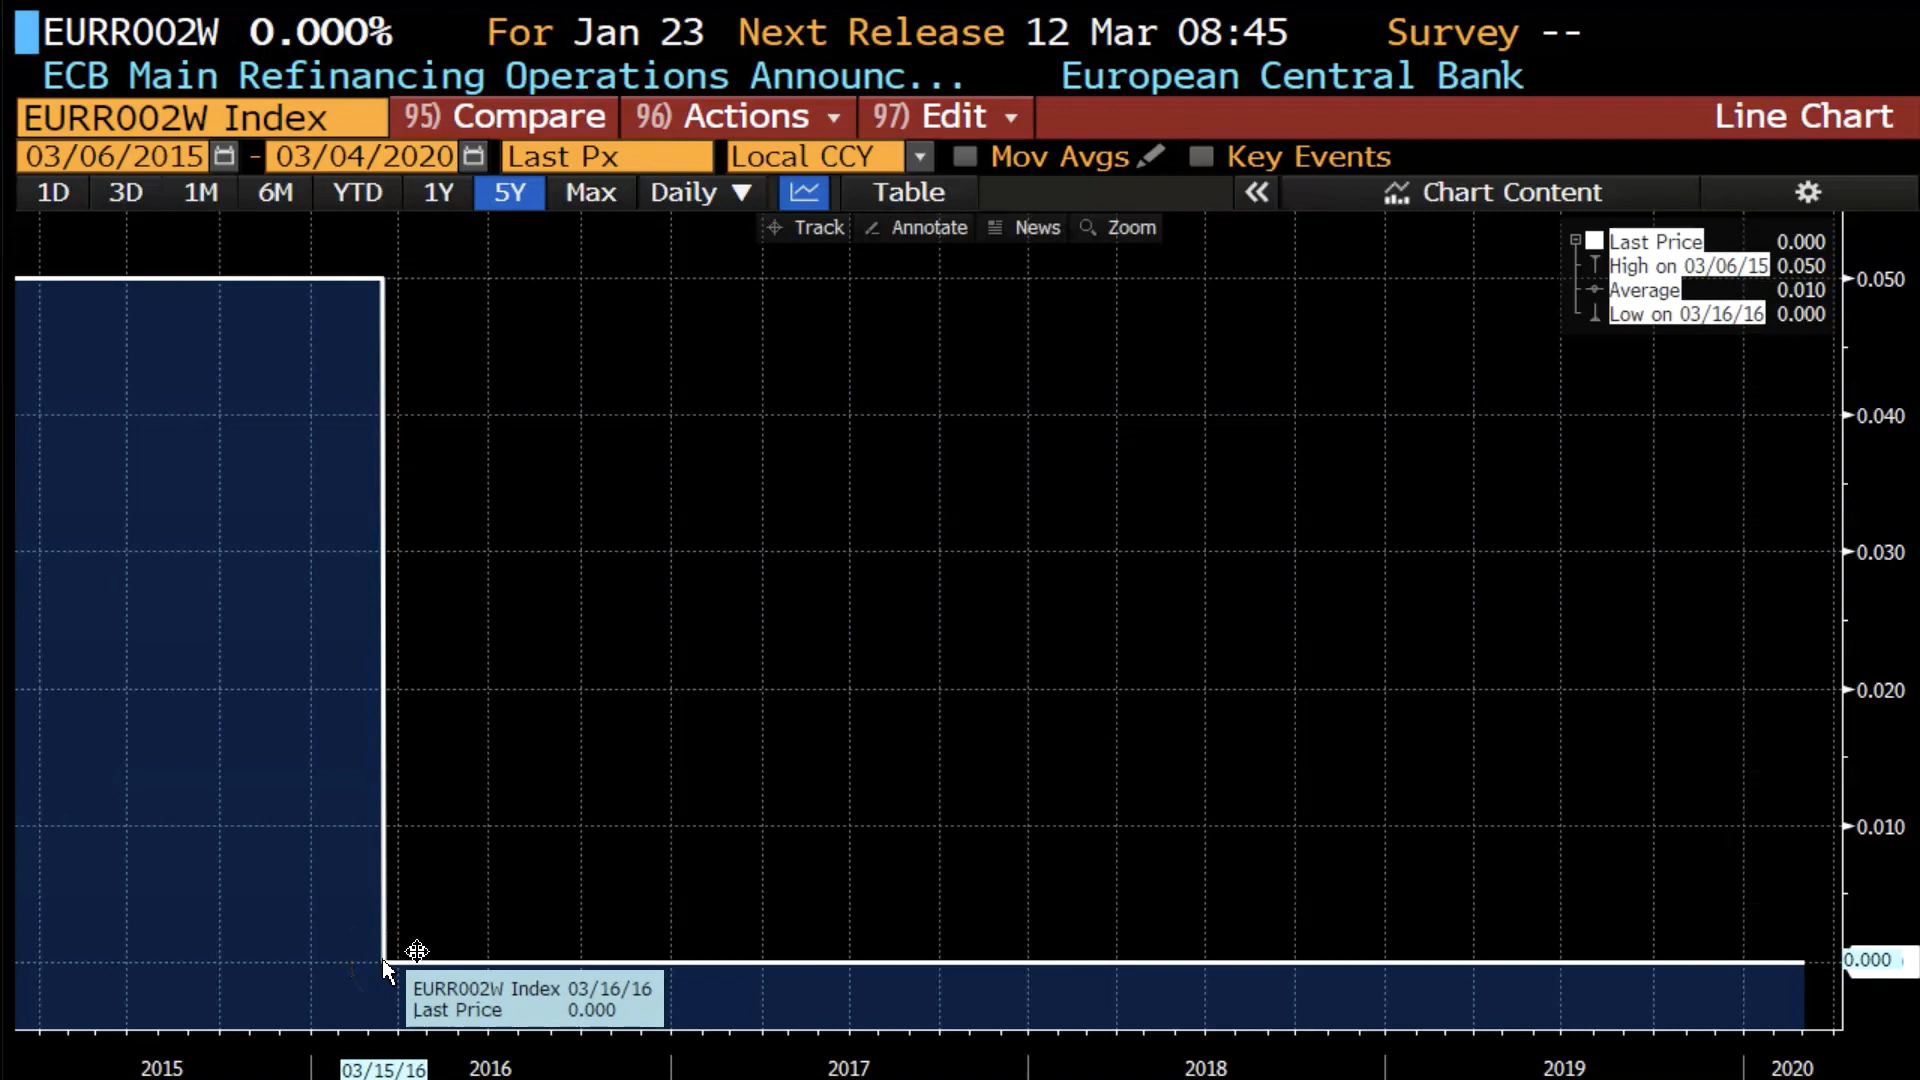 EURR002W 0.000% For Jan 23 Next Release 12 Mar 08:45 Survey --
ECB Main Refinancing Operations Announc... European Central Bank
EURR002W Index 95) Compare 96) Actions 97) Edit Line Chart
03/06/2015 - 03/04/2020 Last Px Local CCY Mov Avgs Key Events
1D 3D 1M 6M YTD 1Y 5Y Max Daily ▼ Table « Chart Content
Track Annotate News Zoom
Last Price 0.000
High on 03/06/15 0.050
Average 0.010
Low on 03/16/16 0.000
0.050
0.040
0.030
0.020
0.010
0.000
EURR002W Index 03/16/16
Last Price 0.000
2015 03/15/16 2016 2017 2018 2019 2020